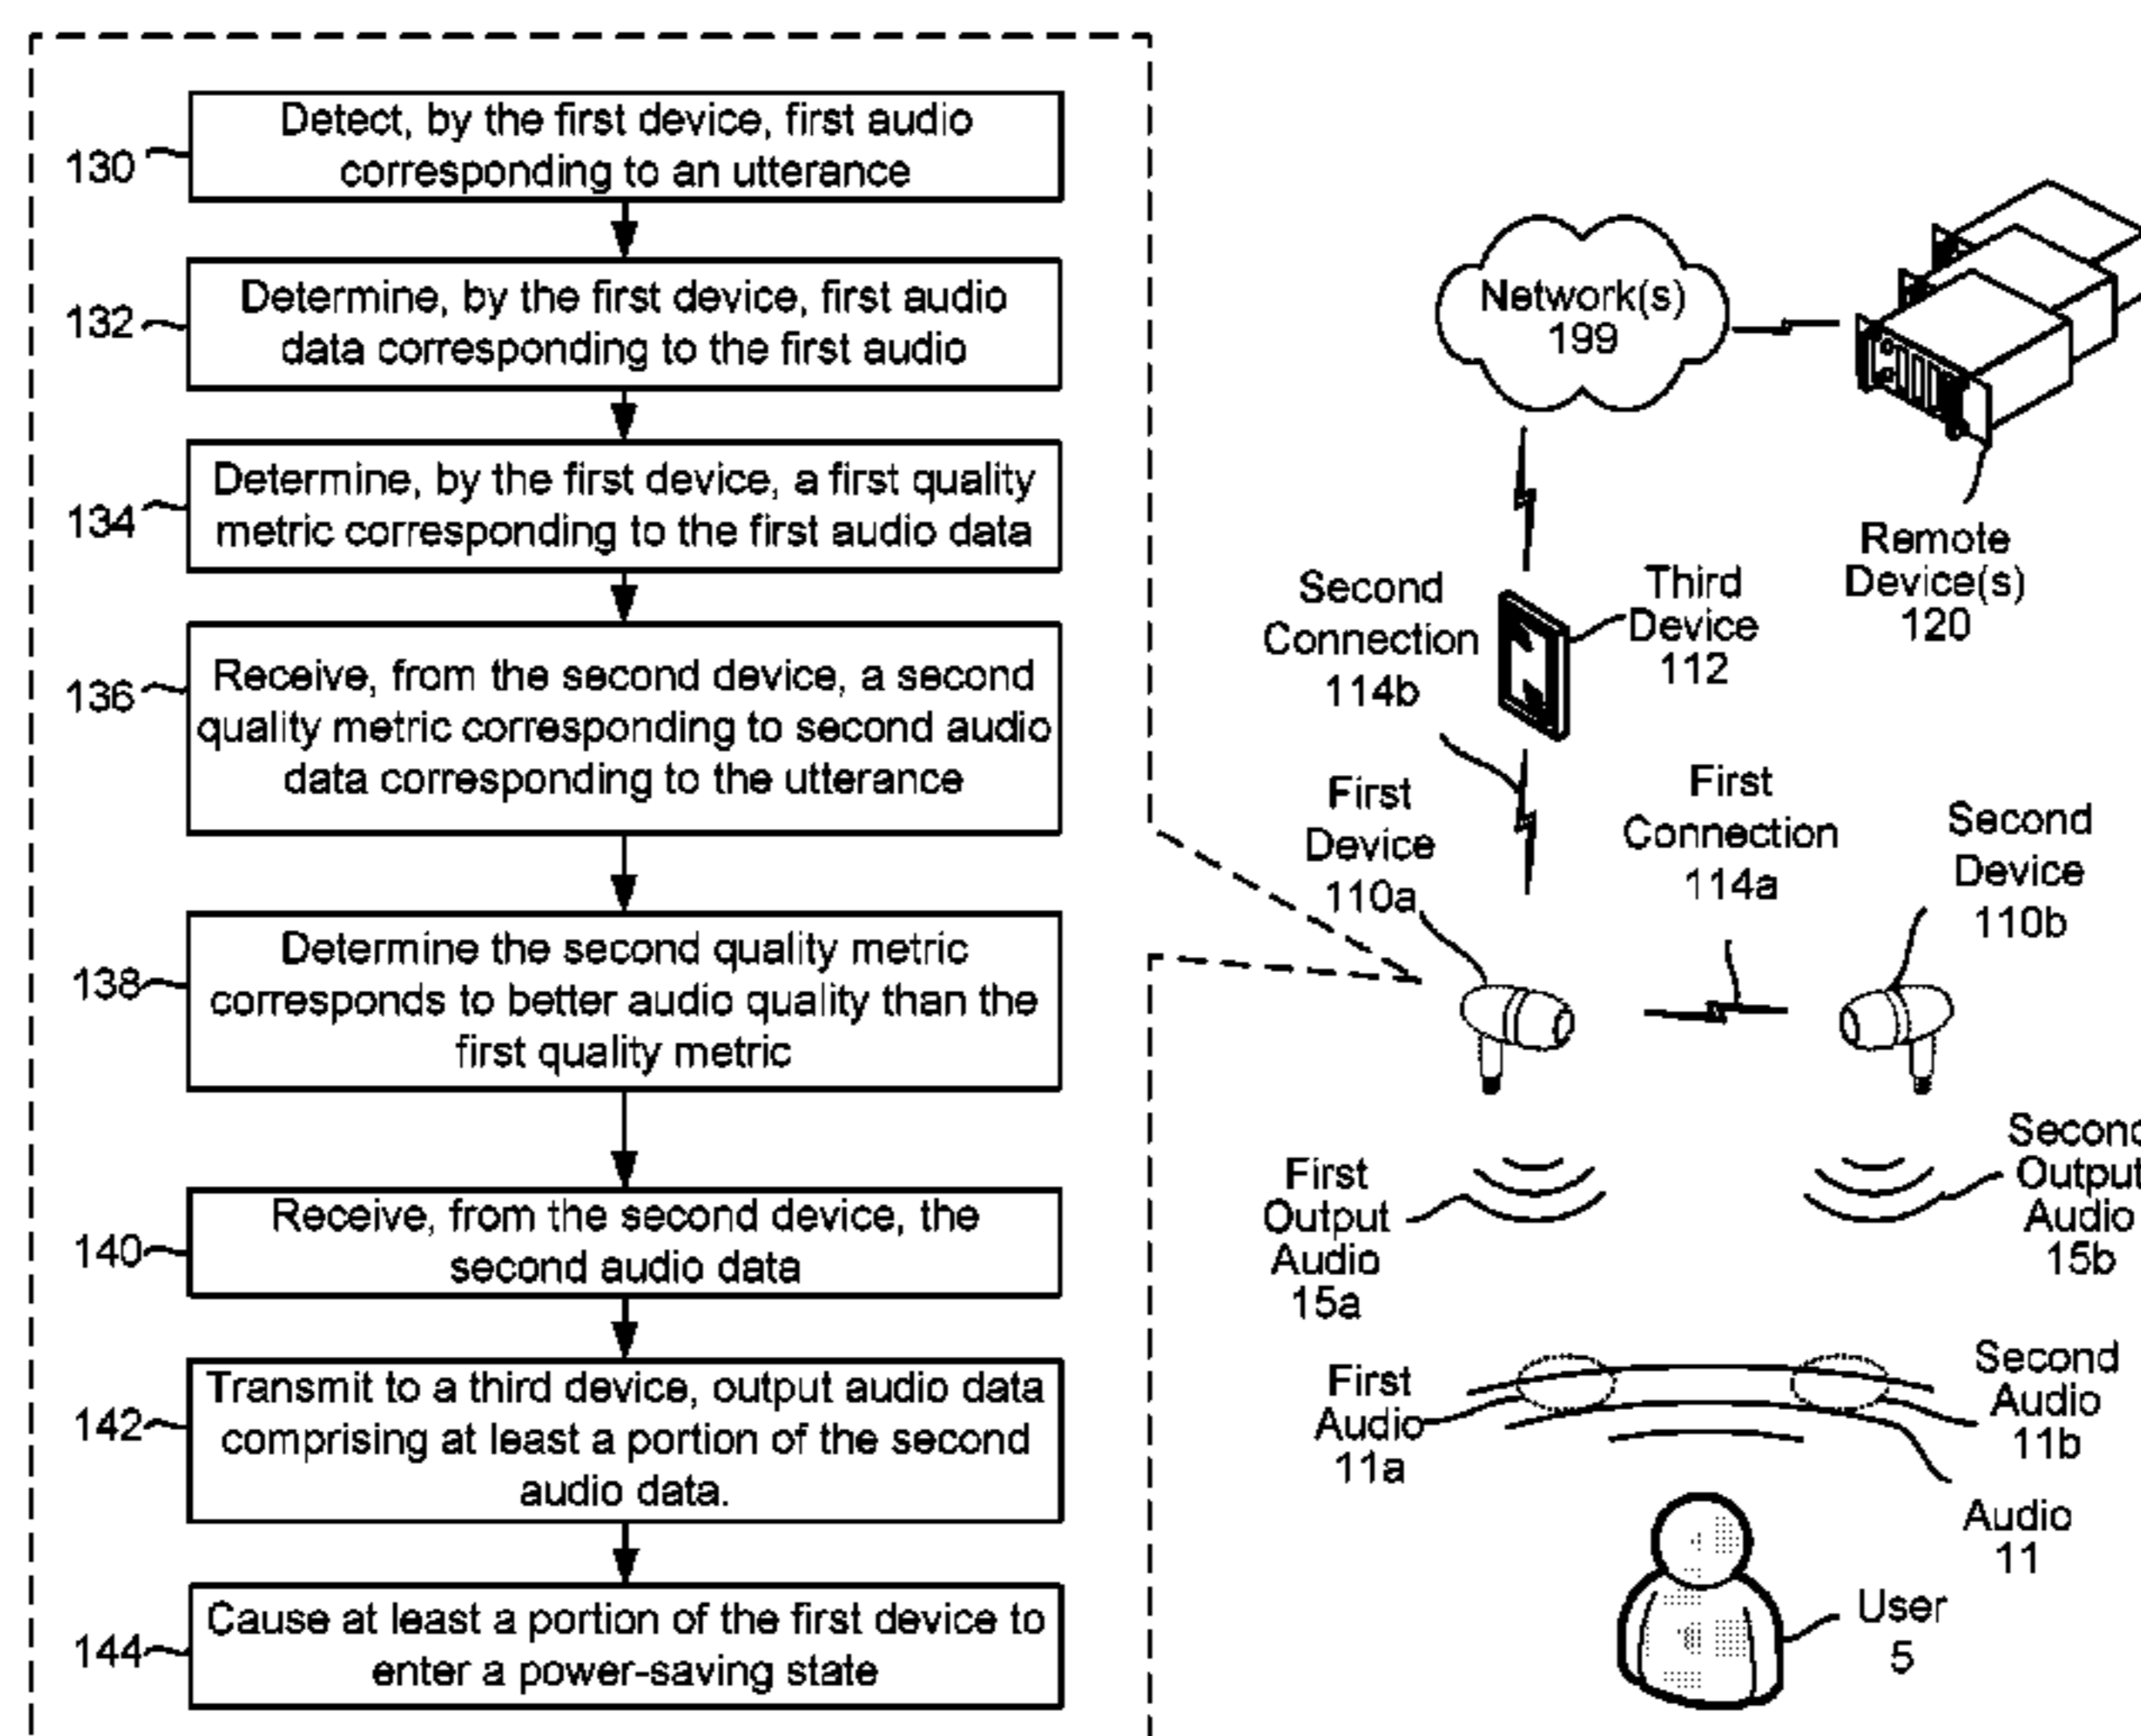 Detect, by the first device, first audio
corresponding to an utterance
130
Determine, by the first device, first audio
data corresponding to the first audio
132
Determine, by the first device, a first quality
metric corresponding to the first audio data
134
Receive, from the second device, a second
quality metric corresponding to second audio
data corresponding to the utterance
136
Determine the second quality metric
corresponds to better audio quality than the
first quality metric
138
Receive, from the second device, the
second audio data
140
Transmit to a third device, output audio data
comprising at least a portion of the second
audio data.
142
Cause at least a portion of the first device to
enter a power-saving state
144
Network(s)
199
Remote
Device(s)
120
Second
Connection
114b
Third
Device
112
First
Device
110a
First
Connection
114a
Second
Device
110b
First
Output
Audio
15a
Second
Output
Audio
15b
First
Audio
11a
Second
Audio
11b
Audio
11
User
5